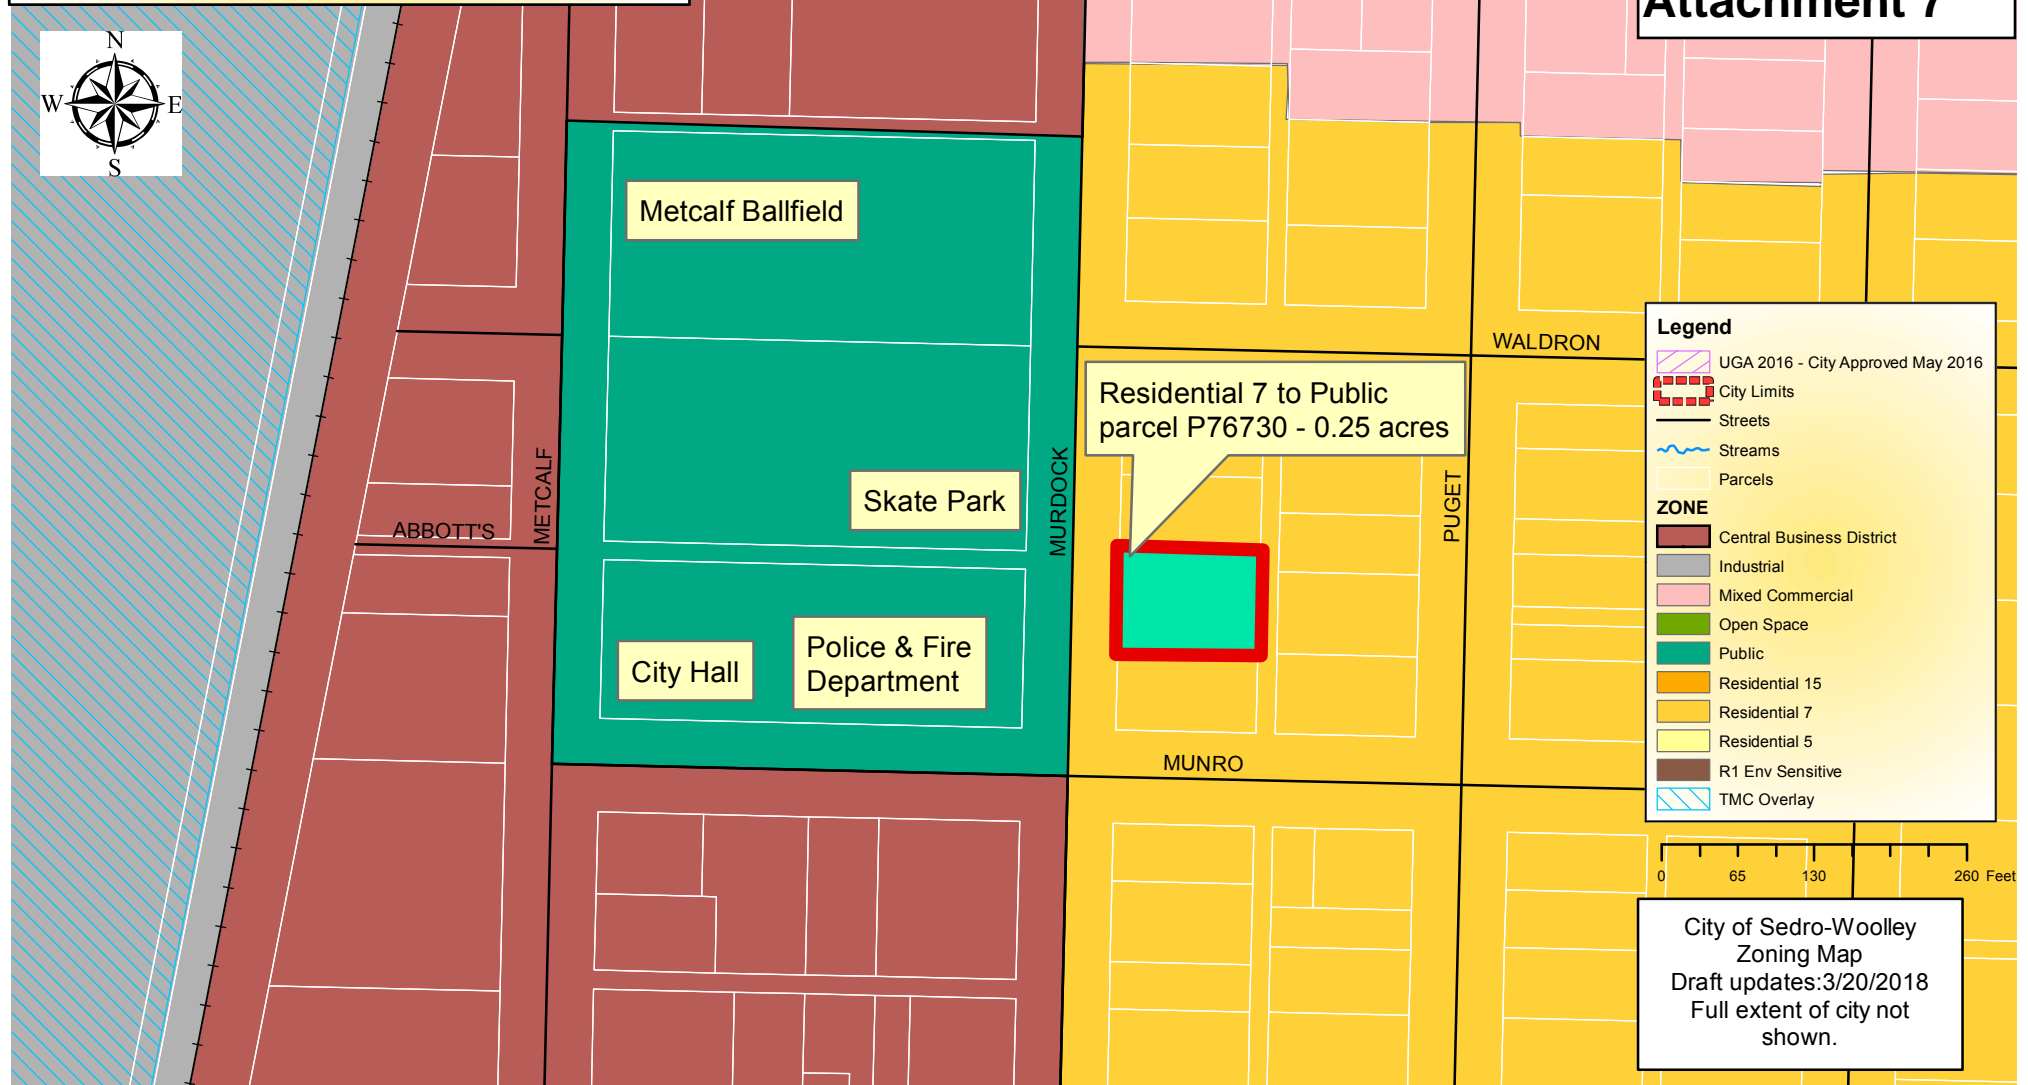 Attachment 7
N
W
E
S
Metcalf Ballfield
WALDRON
Residential 7 to Public
parcel P76730 - 0.25 acres
Skate Park
METCALF
MURDOCK
PUGET
ABBOTT'S
City Hall
Police & Fire
Department
MUNRO
Legend
UGA 2016 - City Approved May 2016
City Limits
Streets
Streams
Parcels
ZONE
Central Business District
Industrial
Mixed Commercial
Open Space
Public
Residential 15
Residential 7
Residential 5
R1 Env Sensitive
TMC Overlay
0 65 130 260 Feet
City of Sedro-Woolley
Zoning Map
Draft updates:3/20/2018
Full extent of city not
shown.